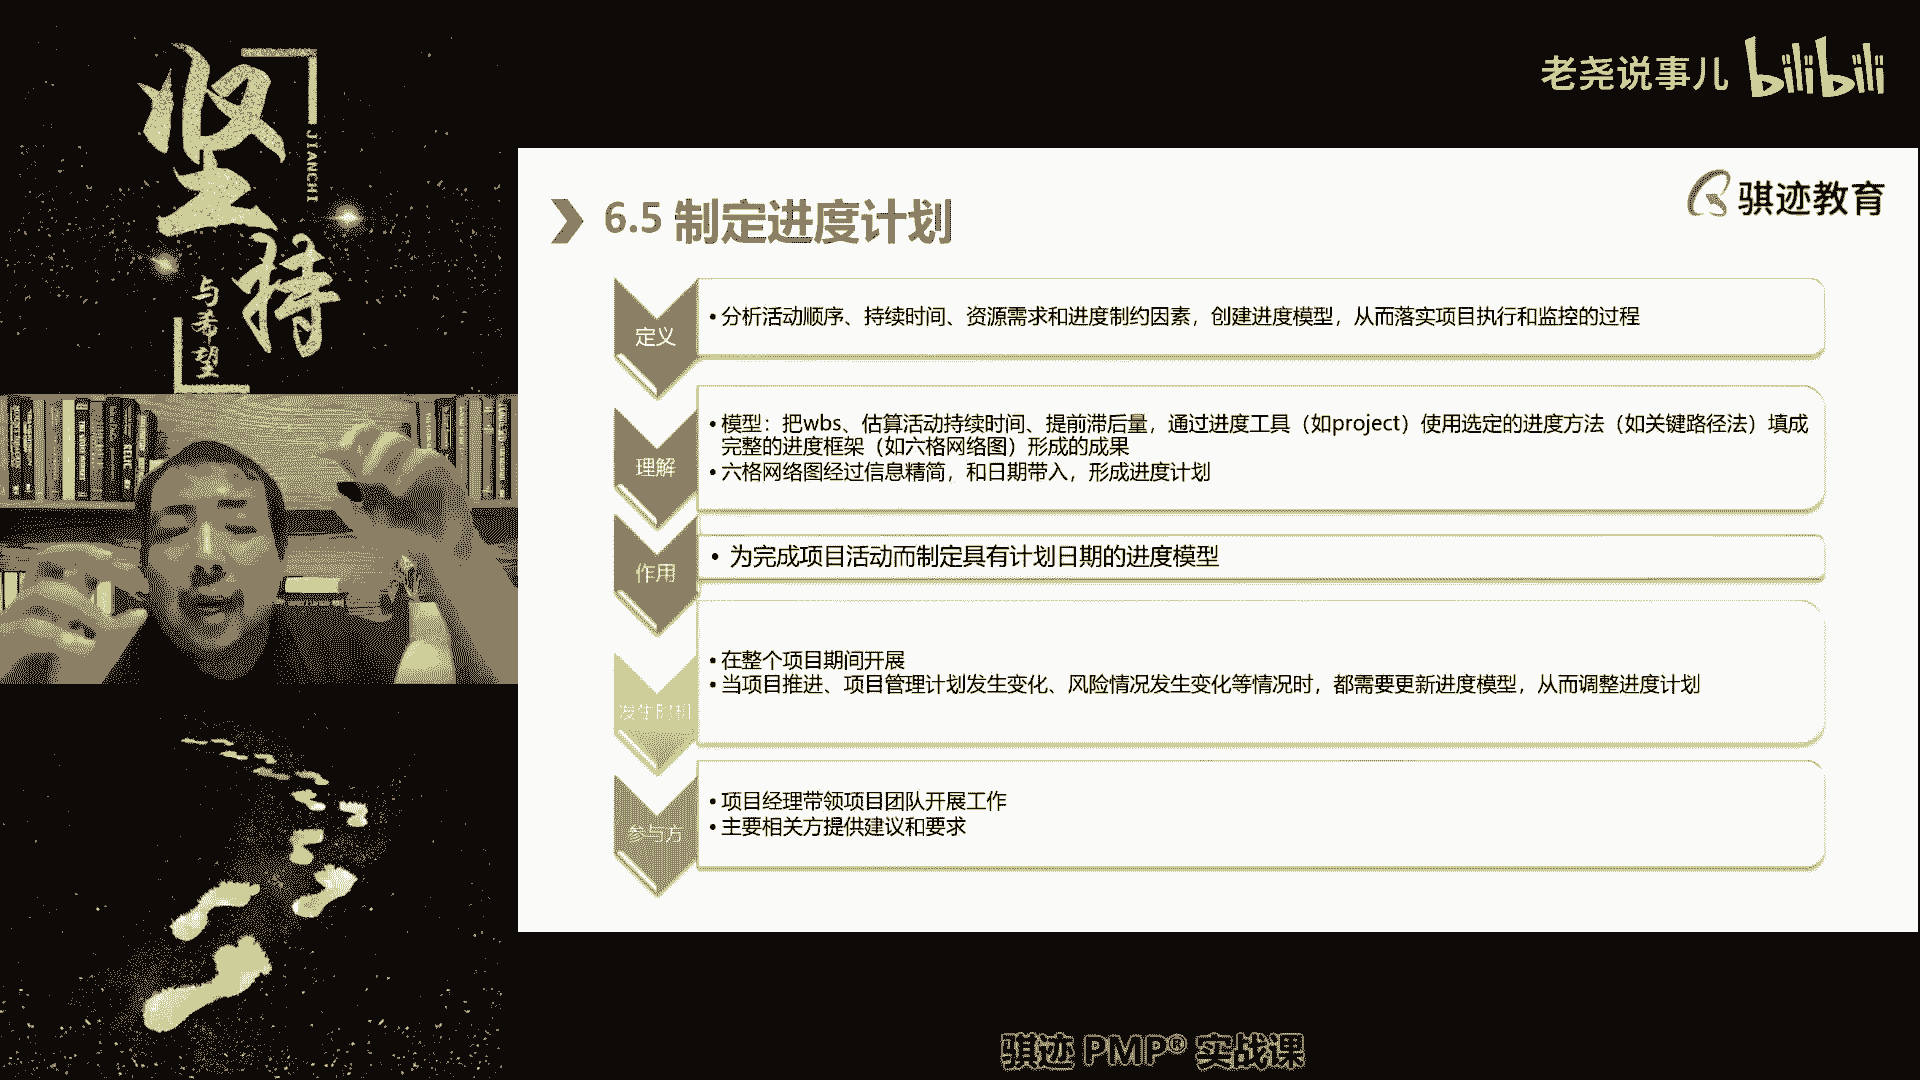 坚持
JIANCHI
与希望
老尧说事儿 bilibili
骐迹教育
6.5 制定进度计划
定义
•分析活动顺序、持续时间、资源需求和进度制约因素，创建进度模型，从而落实项目执行和监控的过程
理解
•模型：把wbs、估算活动持续时间、提前滞后量，通过进度工具（如project）使用选定的进度方法（如关键路径法）填成
完整的进度框架（如六格网络图）形成的成果
•六格网络图经过信息精简，和日期带入，形成进度计划
作用
• 为完成项目活动而制定具有计划日期的进度模型
发生时机
•在整个项目期间开展
•当项目推进、项目管理计划发生变化、风险情况发生变化等情况时，都需要更新进度模型，从而调整进度计划
参与方
•项目经理带领项目团队开展工作
•主要相关方提供建议和要求
骐迹 PMP® 实战课